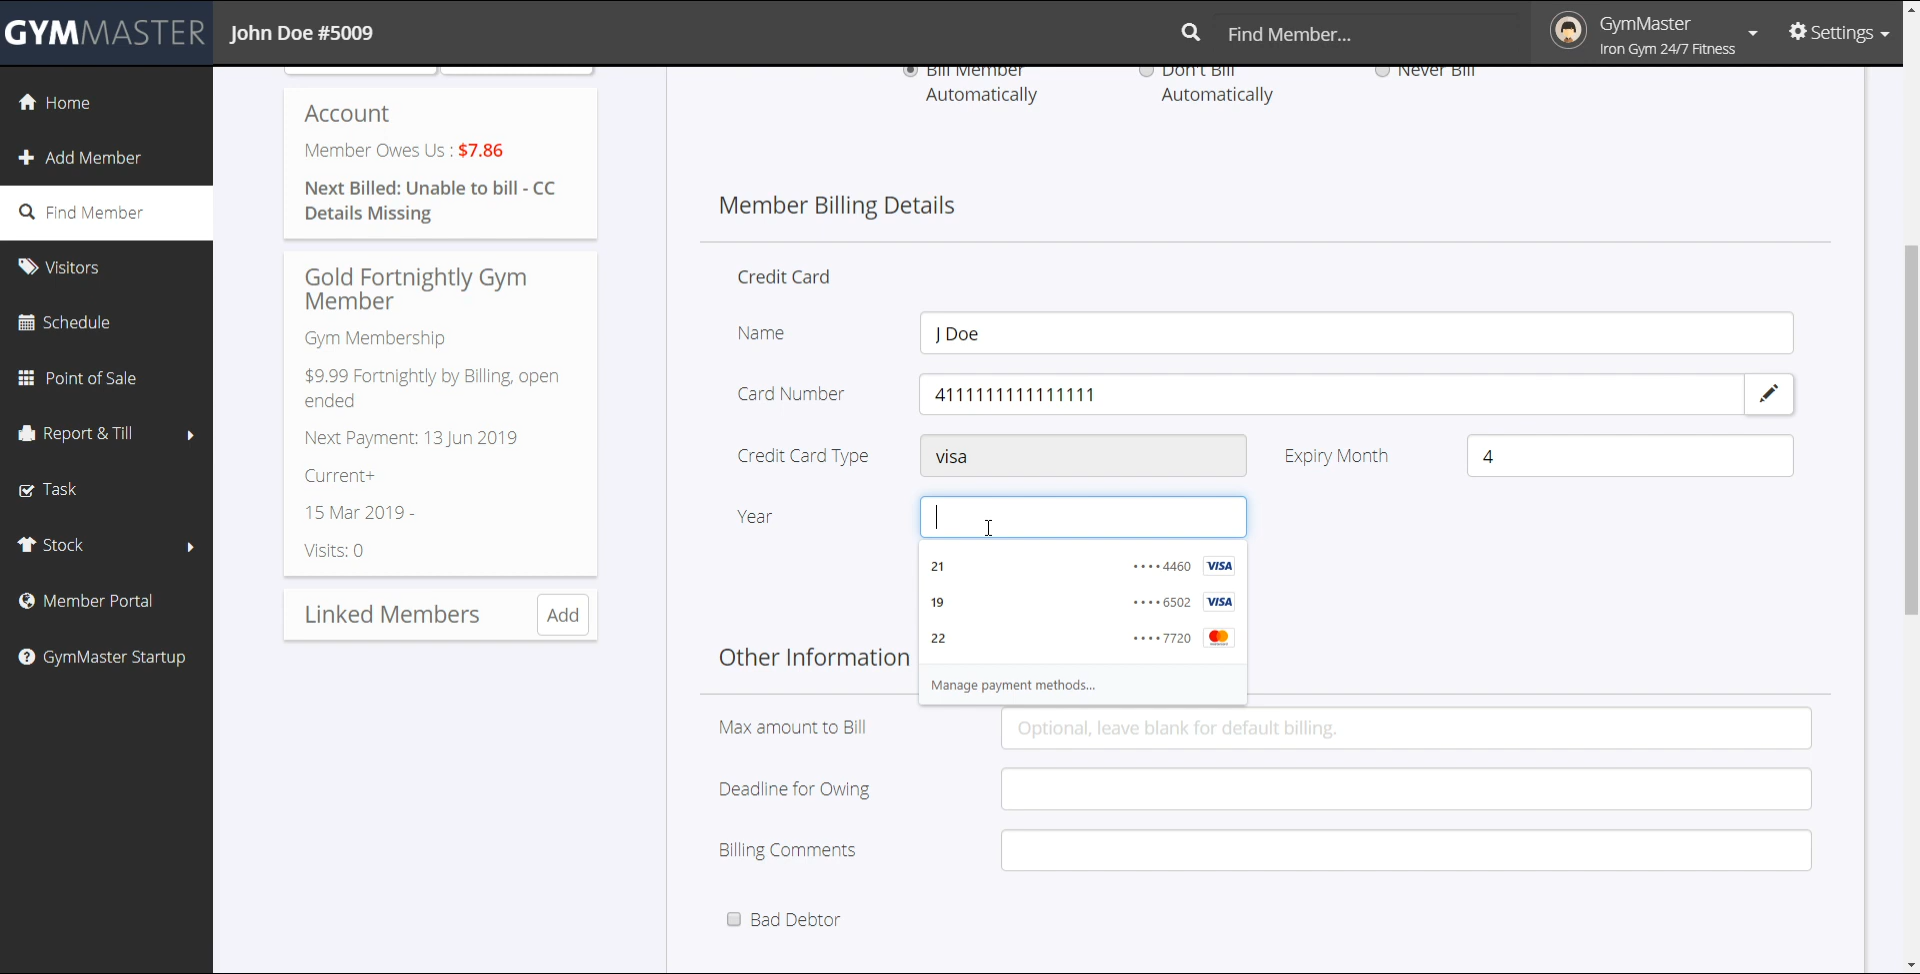 GYMMASTER
John Doe #5009
Find Member...
GymMaster
Iron Gym 24/7 Fitness
Settings
Home
Add Member
Find Member
Visitors
Schedule
Point of Sale
Report & Till
Task
Stock
Member Portal
GymMaster Startup
Account
Member Owes Us : $7.86
Next Billed: Unable to bill - CC
Details Missing
Gold Fortnightly Gym
Member
Gym Membership
$9.99 Fortnightly by Billing, open
ended
Next Payment: 13 Jun 2019
Current+
15 Mar 2019 -
Visits: 0
Linked Members
Add
Bill Member
Automatically
Don't Bill
Automatically
Never Bill
Member Billing Details
Credit Card
Name
J Doe
Card Number
4111111111111111
Credit Card Type
visa
Expiry Month
4
Year
21 ••••4460 VISA
19 ••••6502 VISA
22 ••••7720
Manage payment methods...
Other Information
Max amount to Bill
Optional, leave blank for default billing.
Deadline for Owing
Billing Comments
Bad Debtor